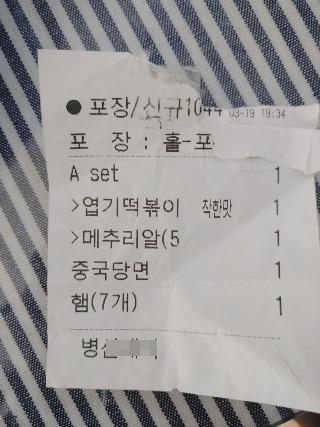 ● 포장/신규1044 03-19 19:34
포 장 : 홀-포
A set 1
>엽기떡볶이 착한맛 1
>메추리알(5 1
중국당면 1
햄(7개) 1